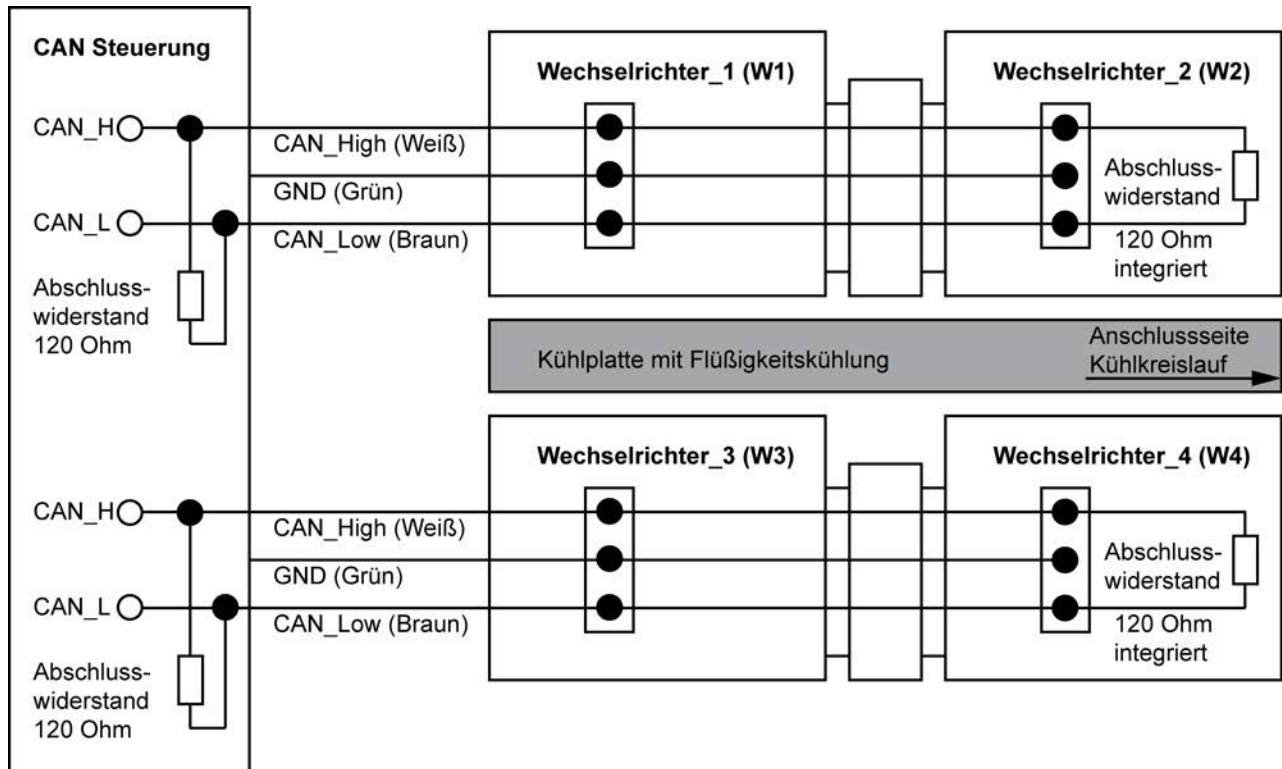 CAN Steuerung
Wechselrichter_1 (W1)
Wechselrichter_2 (W2)
CAN_H
CAN_High (Weiß)
GND (Grün)
CAN_L
CAN_Low (Braun)
Abschluss-
widerstand
120 Ohm
Abschluss-
widerstand
120 Ohm
integriert
Kühlplatte mit Flüßigkeitskühlung
Anschlussseite
Kühlkreislauf
Wechselrichter_3 (W3)
Wechselrichter_4 (W4)
CAN_H
CAN_High (Weiß)
GND (Grün)
CAN_L
CAN_Low (Braun)
Abschluss-
widerstand
120 Ohm
Abschluss-
widerstand
120 Ohm
integriert